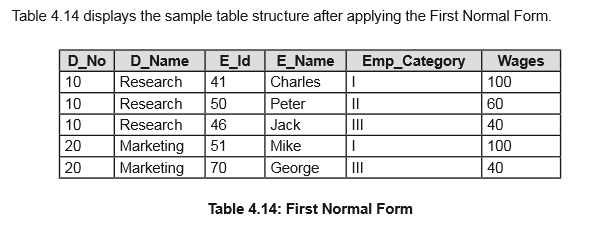 Table 4.14 displays the sample table structure after applying the First Normal Form.
D_No D_Name E_Id E_Name Emp_Category Wages
10 Research 41 Charles I 100
10 Research 50 Peter II 60
10 Research 46 Jack III 40
20 Marketing 51 Mike I 100
20 Marketing 70 George III 40
Table 4.14: First Normal Form